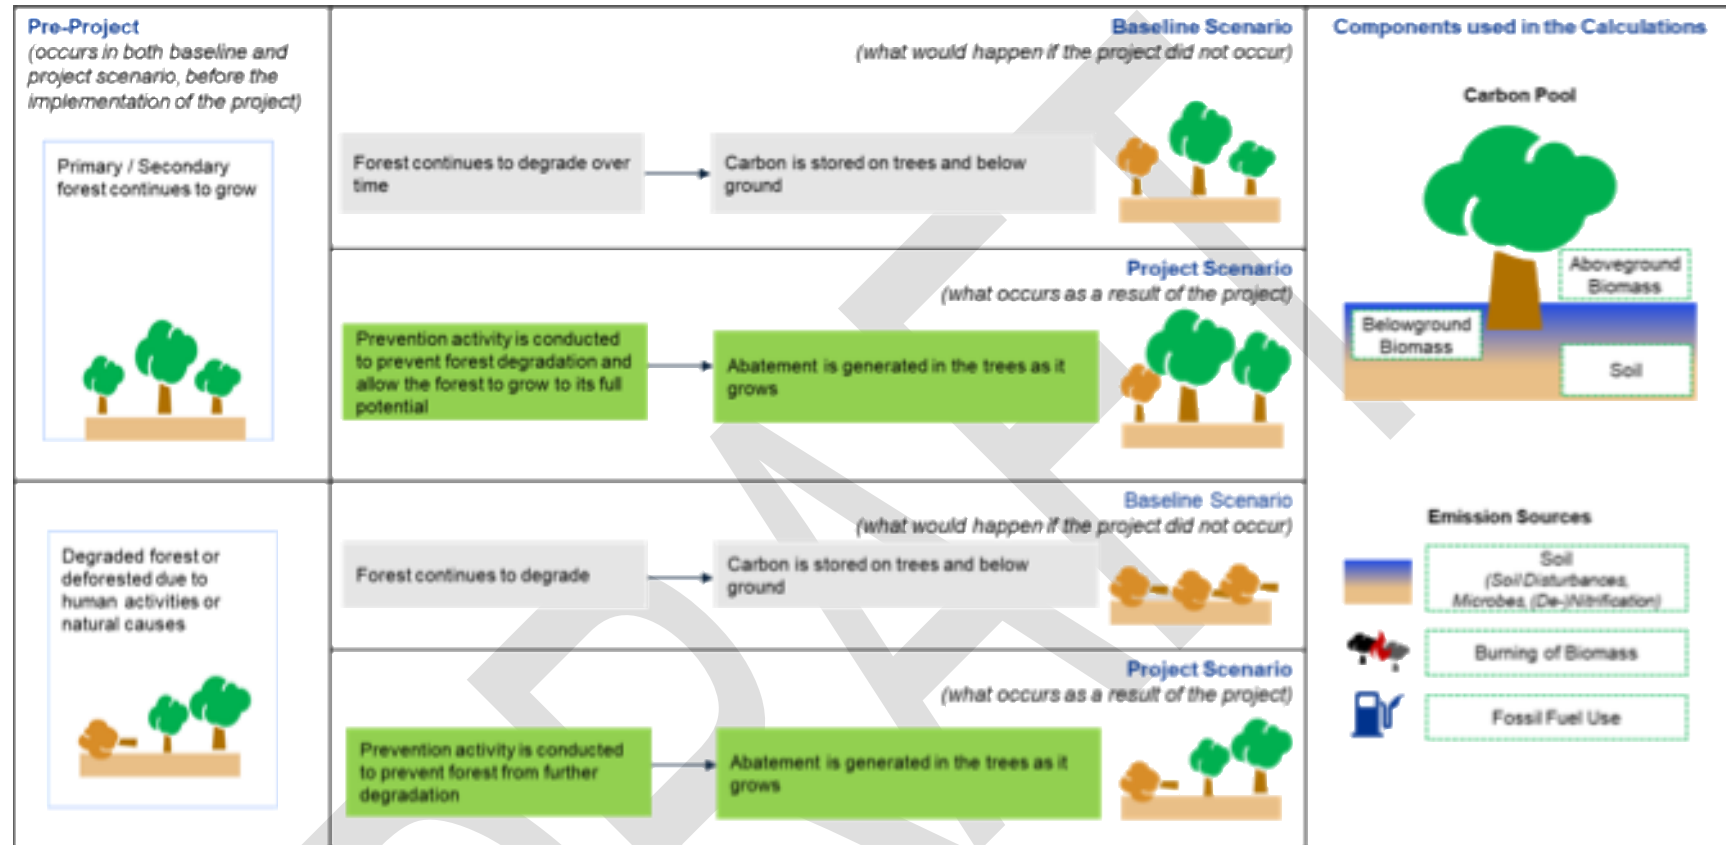 Pre-Project
(occurs in both baseline and
project scenario, before the
implementation of the project)
Primary / Secondary
forest continues to grow
Baseline Scenario
(what would happen if the project did not occur)
Forest continues to degrade over
time
Carbon is stored on trees and below
ground
Project Scenario
(what occurs as a result of the project)
Prevention activity is conducted
to prevent forest degradation and
allow the forest to grow to its full
potential
Abatement is generated in the trees as it
grows
Degraded forest or
deforested due to
human activities or
natural causes
Baseline Scenario
(what would happen if the project did not occur)
Forest continues to degrade
Carbon is stored on trees and below
ground
Project Scenario
(what occurs as a result of the project)
Prevention activity is conducted
to prevent forest from further
degradation
Abatement is generated in the trees as it
grows
Components used in the Calculations
Carbon Pool
Aboveground
Biomass
Belowground
Biomass
Soil
Emission Sources
Soil
(Soil Disturbances,
Microbes, (De-)Nitrification)
Burning of Biomass
Fossil Fuel Use
DRAFT